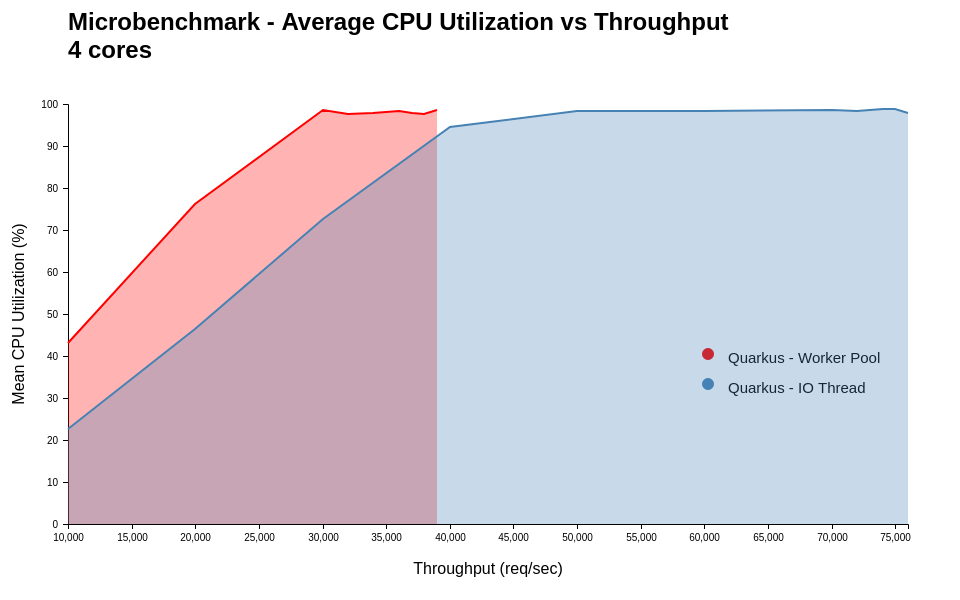 Microbenchmark - Average CPU Utilization vs Throughput
4 cores
100
90
80
70
60
50
40
30
20
10
0
Mean CPU Utilization (%)
Quarkus - Worker Pool
Quarkus - IO Thread
10,000 15,000 20,000 25,000 30,000 35,000 40,000 45,000 50,000 55,000 60,000 65,000 70,000 75,000
Throughput (req/sec)